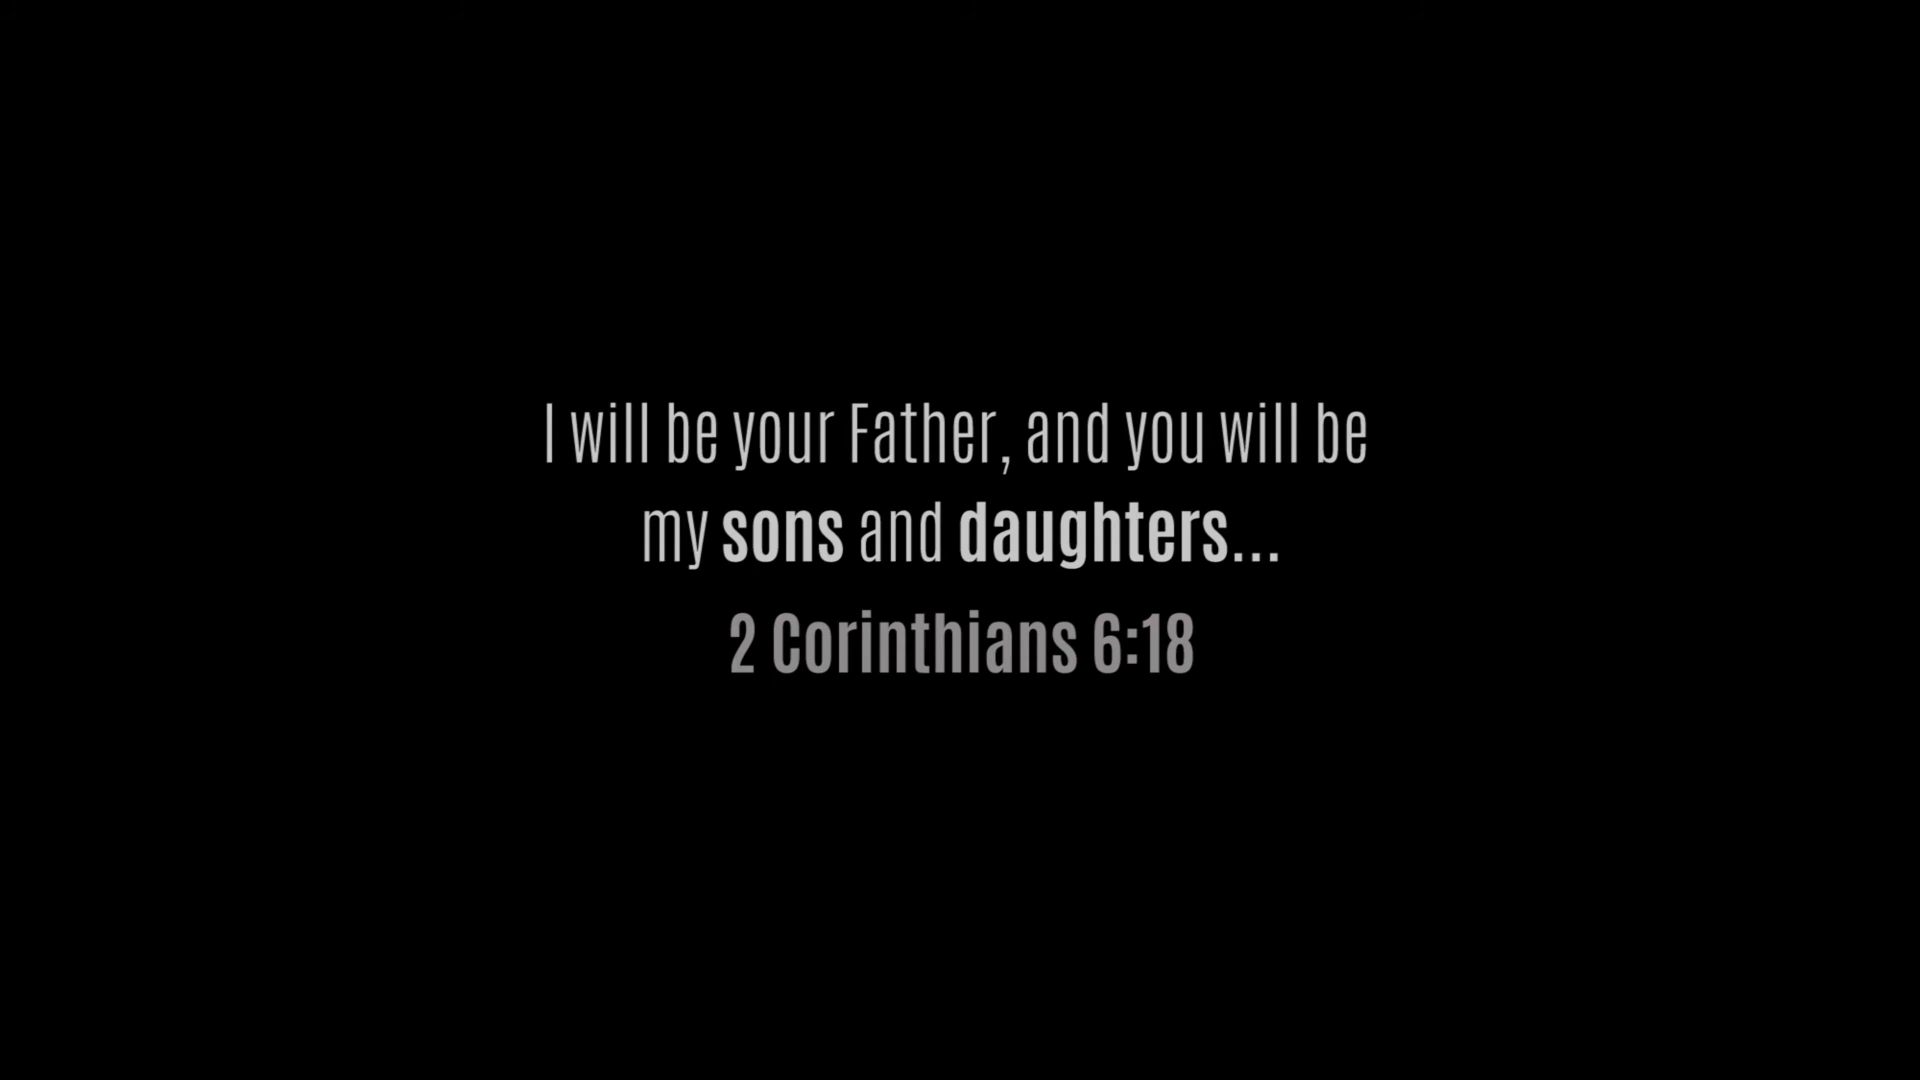 I will be your Father, and you will be
my sons and daughters...
2 Corinthians 6:18